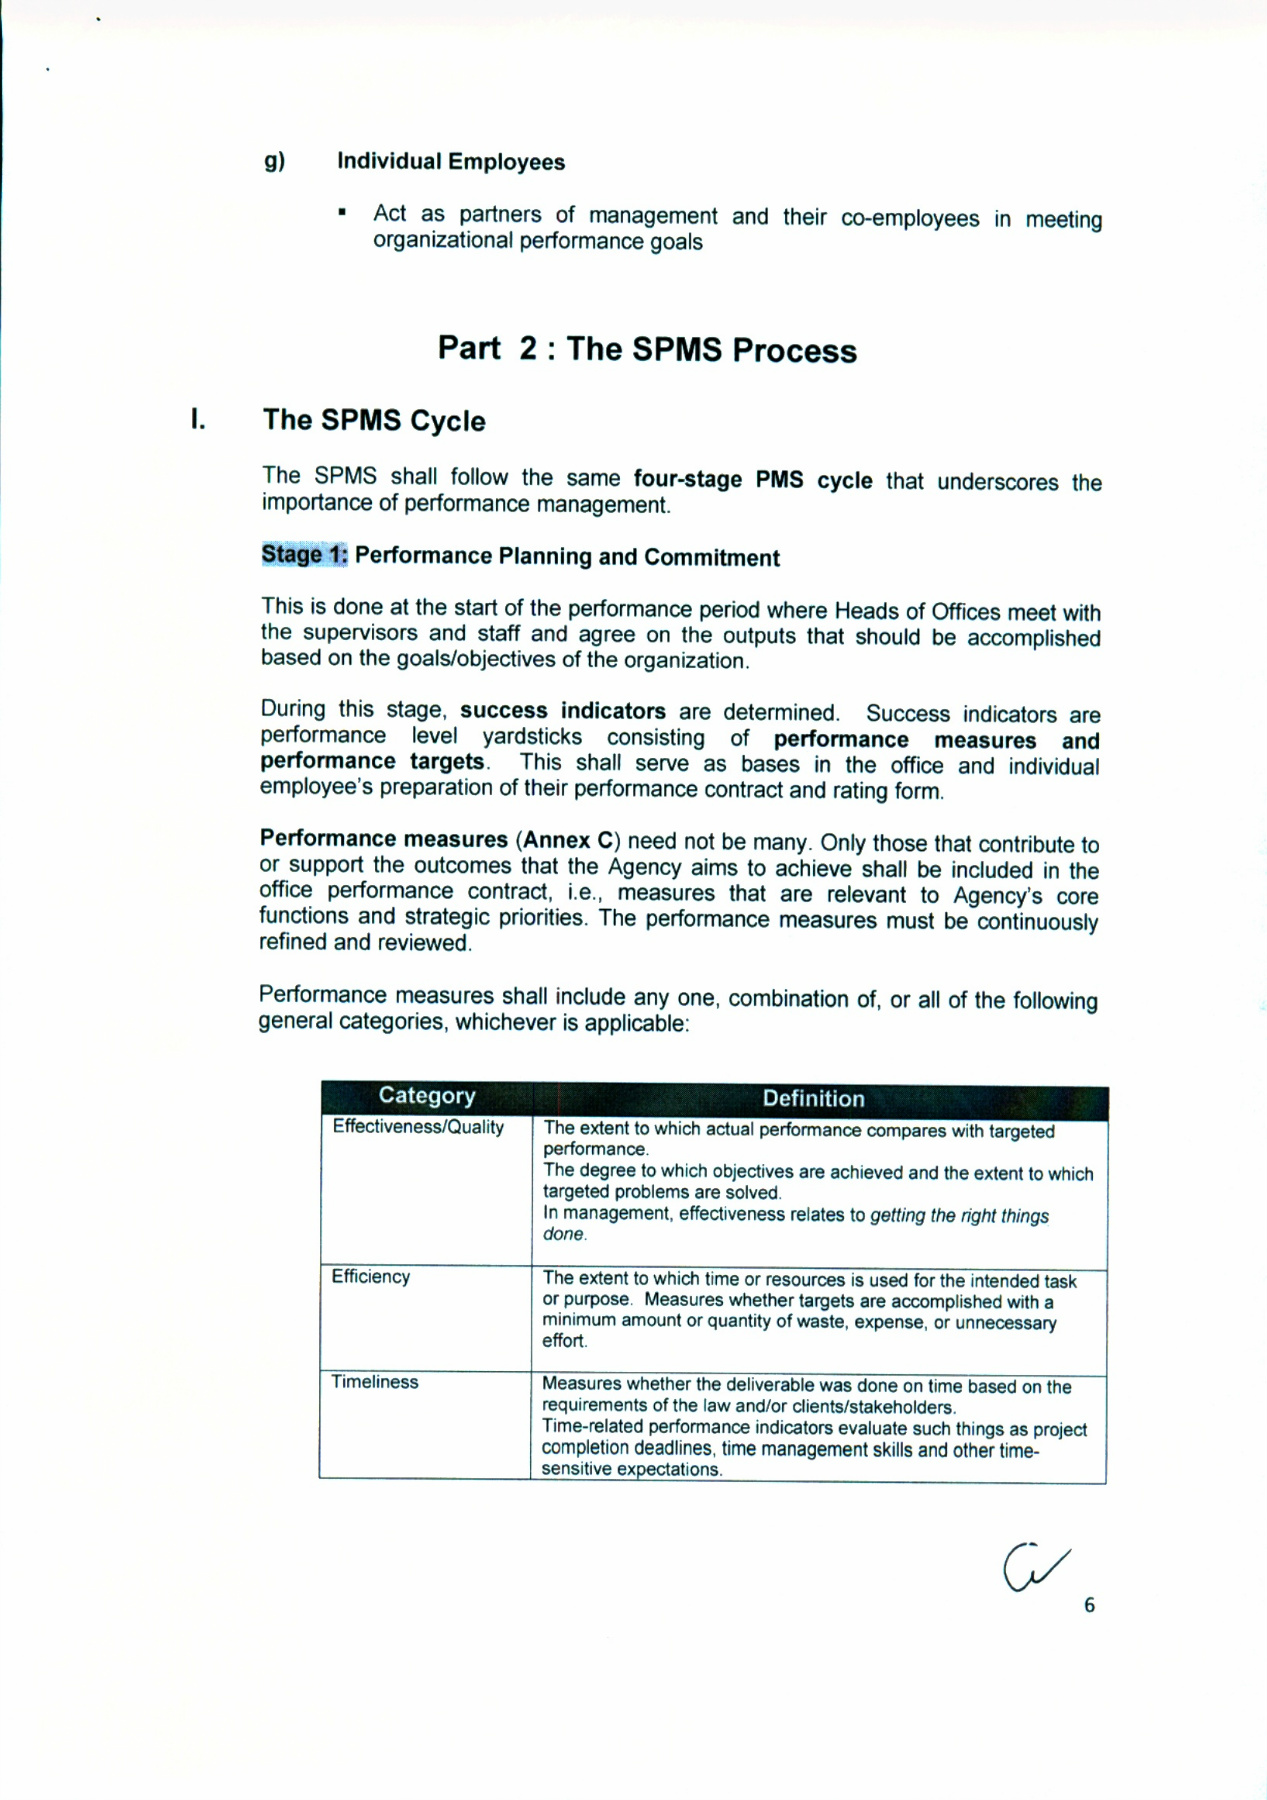 g) Individual Employees
▪ Act as partners of management and their co-employees in meeting
organizational performance goals
Part 2 : The SPMS Process
I. The SPMS Cycle
The SPMS shall follow the same four-stage PMS cycle that underscores the
importance of performance management.
Stage 1: Performance Planning and Commitment
This is done at the start of the performance period where Heads of Offices meet with
the supervisors and staff and agree on the outputs that should be accomplished
based on the goals/objectives of the organization.
During this stage, success indicators are determined. Success indicators are
performance level yardsticks consisting of performance measures and
performance targets. This shall serve as bases in the office and individual
employee's preparation of their performance contract and rating form.
Performance measures (Annex C) need not be many. Only those that contribute to
or support the outcomes that the Agency aims to achieve shall be included in the
office performance contract, i.e., measures that are relevant to Agency's core
functions and strategic priorities. The performance measures must be continuously
refined and reviewed.
Performance measures shall include any one, combination of, or all of the following
general categories, whichever is applicable:
Category Definition
Effectiveness/Quality The extent to which actual performance compares with targeted
performance.
The degree to which objectives are achieved and the extent to which
targeted problems are solved.
In management, effectiveness relates to getting the right things
done.
Efficiency The extent to which time or resources is used for the intended task
or purpose. Measures whether targets are accomplished with a
minimum amount or quantity of waste, expense, or unnecessary
effort.
Timeliness Measures whether the deliverable was done on time based on the
requirements of the law and/or clients/stakeholders.
Time-related performance indicators evaluate such things as project
completion deadlines, time management skills and other time-
sensitive expectations.
6